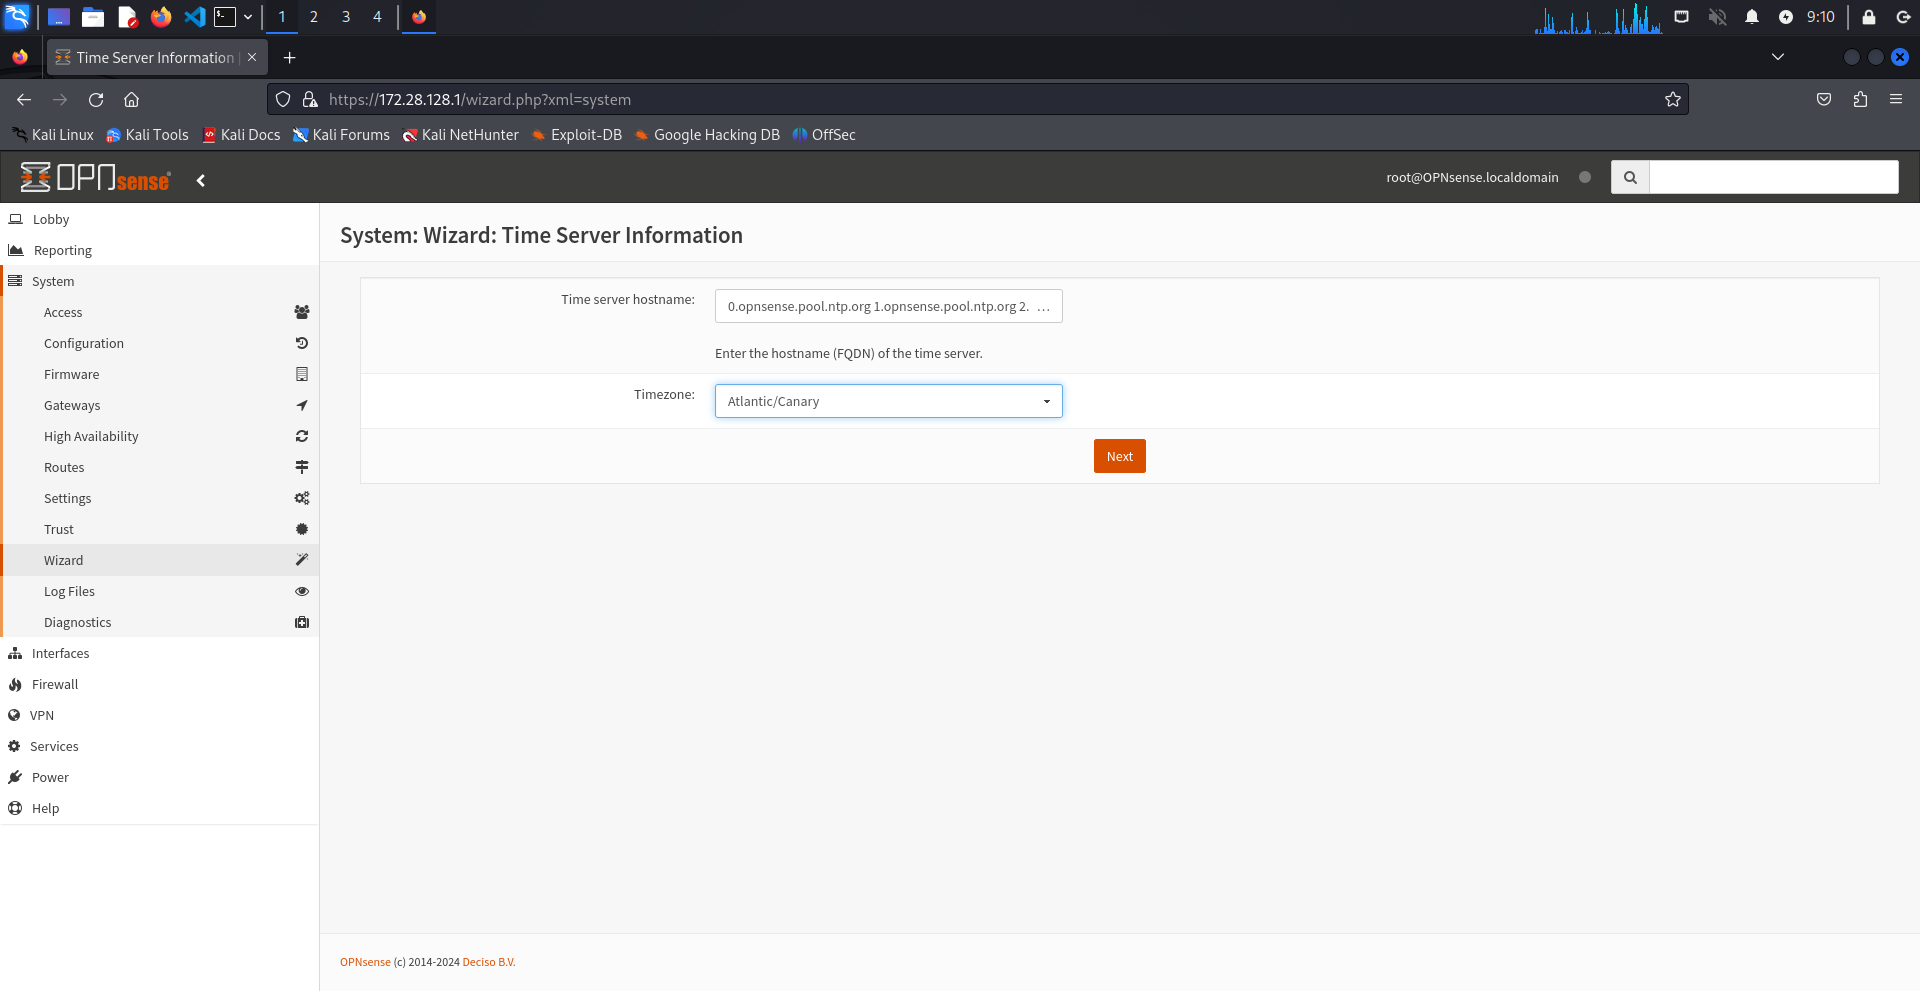 1 2 3 4 9:10
Time Server Information
https://172.28.128.1/wizard.php?xml=system
Kali Linux Kali Tools Kali Docs Kali Forums Kali NetHunter Exploit-DB Google Hacking DB OffSec
OPNsense root@OPNsense.localdomain
Lobby
Reporting
System
Access
Configuration
Firmware
Gateways
High Availability
Routes
Settings
Trust
Wizard
Log Files
Diagnostics
Interfaces
Firewall
VPN
Services
Power
Help
System: Wizard: Time Server Information
Time server hostname: 0.opnsense.pool.ntp.org 1.opnsense.pool.ntp.org 2. ...
Enter the hostname (FQDN) of the time server.
Timezone: Atlantic/Canary
Next
OPNsense (c) 2014-2024 Deciso B.V.